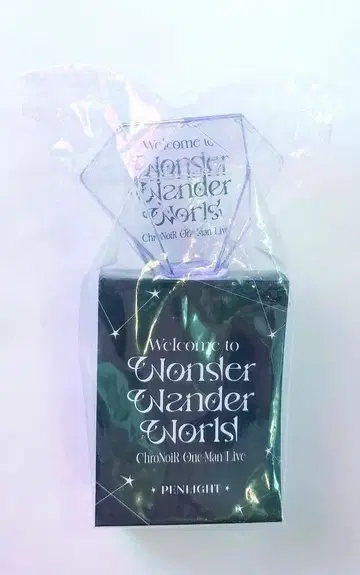 Welcome to
Wonder
Wander
World
ChroNoiR One-Man Live
Welcome to
Wonder
Wander
World
ChroNoiR One-Man Live
PENLIGHT